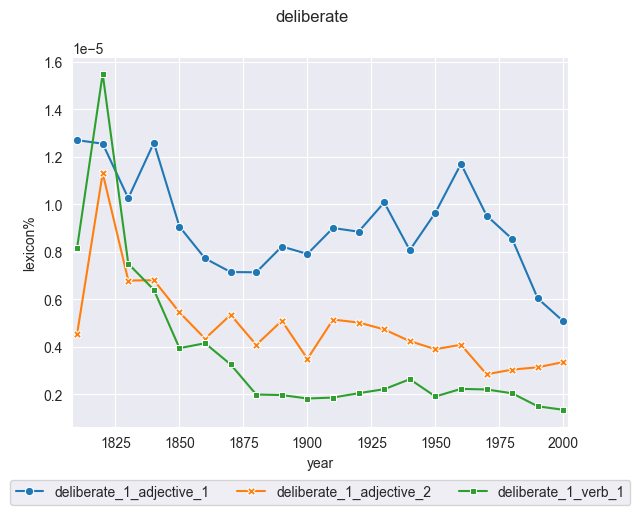 deliberate
1e−5
1.6
1.4
1.2
1.0
0.8
0.6
0.4
0.2
lexicon%
1825 1850 1875 1900 1925 1950 1975 2000
year
deliberate_1_adjective_1 deliberate_1_adjective_2 deliberate_1_verb_1